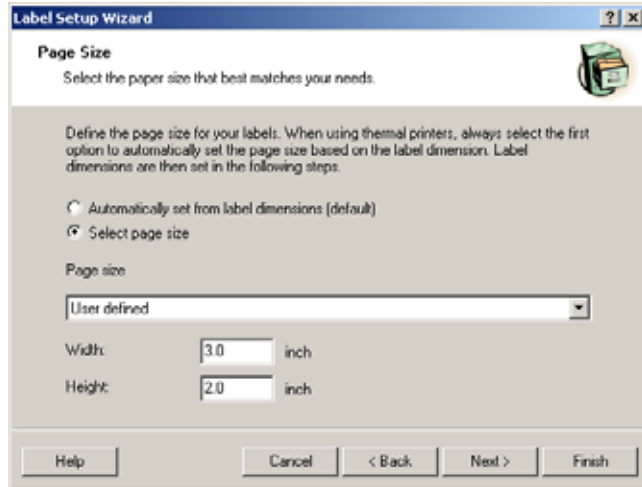 Label Setup Wizard
Page Size
Select the paper size that best matches your needs.
Define the page size for your labels. When using thermal printers, always select the first
option to automatically set the page size based on the label dimension. Label
dimensions are then set in the following steps.
Automatically set from label dimensions (default)
Select page size
Page size
User defined
Width: 3.0 inch
Height: 2.0 inch
Help Cancel < Back Next > Finish